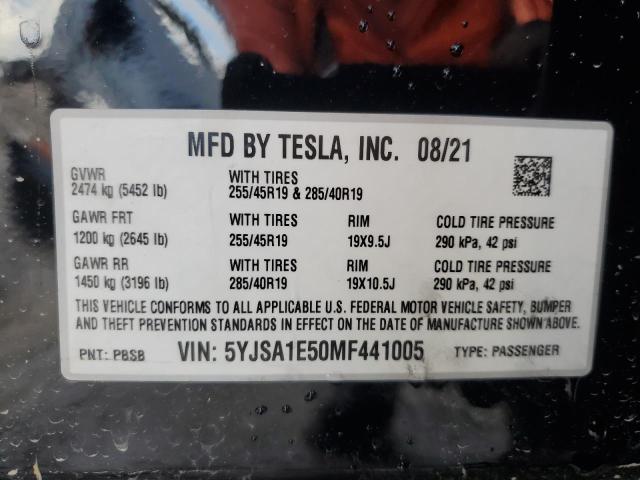 MFD BY TESLA, INC. 08/21
GVWR WITH TIRES
2474 kg (5452 lb) 255/45R19 & 285/40R19
GAWR FRT WITH TIRES RIM COLD TIRE PRESSURE
1200 kg (2645 lb) 255/45R19 19X9.5J 290 kPa, 42 psi
GAWR RR WITH TIRES RIM COLD TIRE PRESSURE
1450 kg (3196 lb) 285/40R19 19X10.5J 290 kPa, 42 psi
THIS VEHICLE CONFORMS TO ALL APPLICABLE U.S. FEDERAL MOTOR VEHICLE SAFETY, BUMPER
AND THEFT PREVENTION STANDARDS IN EFFECT ON THE DATE OF MANUFACTURE SHOWN ABOVE.
PNT: PBSB VIN: 5YJSA1E50MF441005 TYPE: PASSENGER